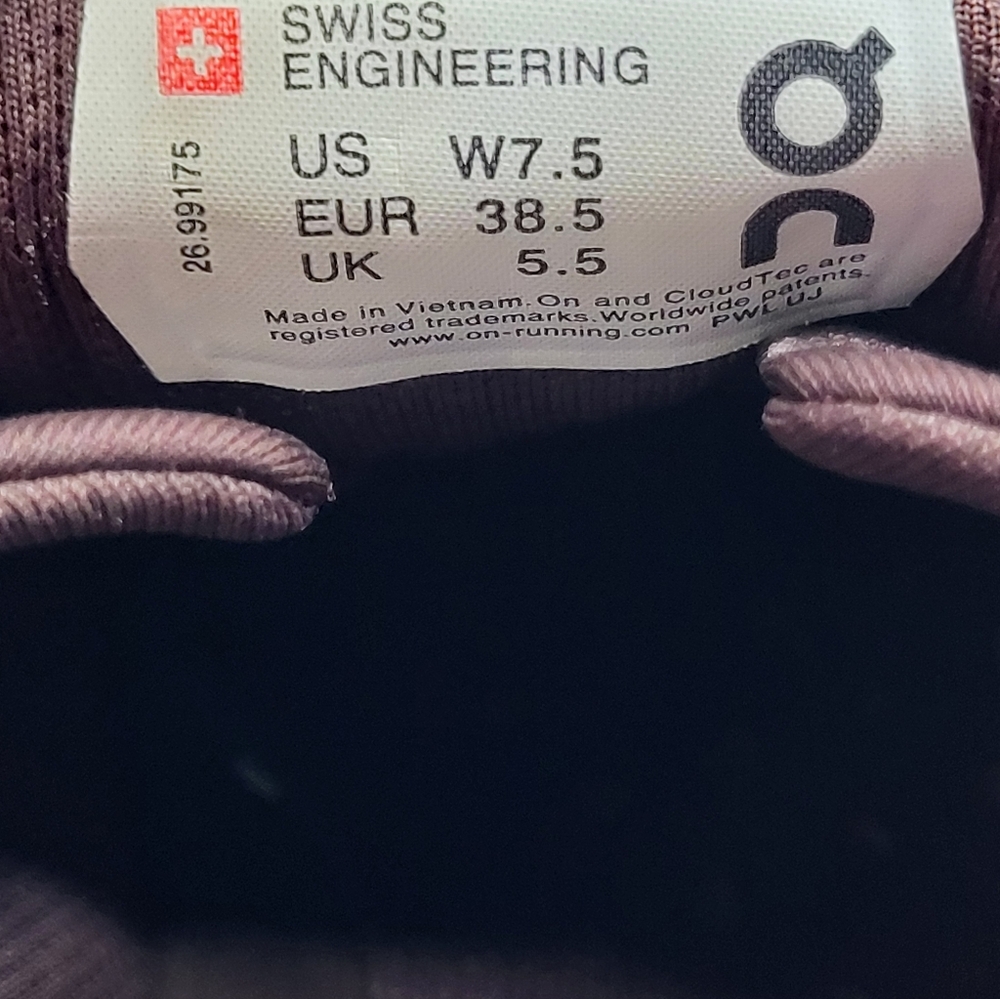 SWISS
ENGINEERING
US W7.5
EUR 38.5
UK 5.5
26.99175
On
Made in Vietnam. On and CloudTec are
registered trademarks. Worldwide patents.
www.on-running.com PWL UJ